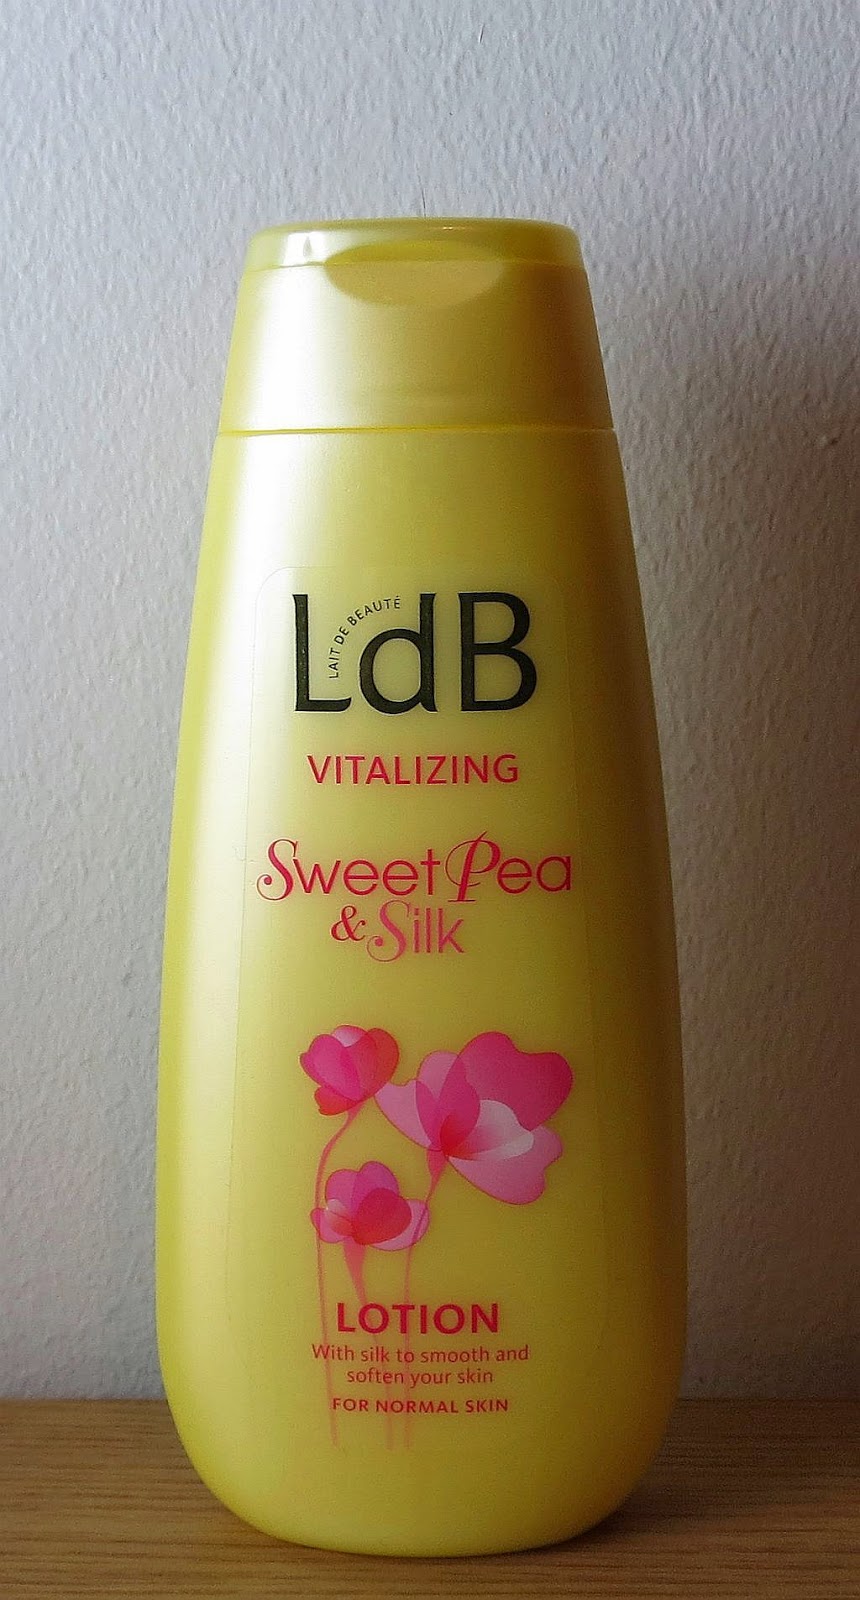 LdB
LAIT DE BEAUTÉ
VITALIZING
Sweet Pea
& Silk
LOTION
With silk to smooth and
soften your skin
FOR NORMAL SKIN